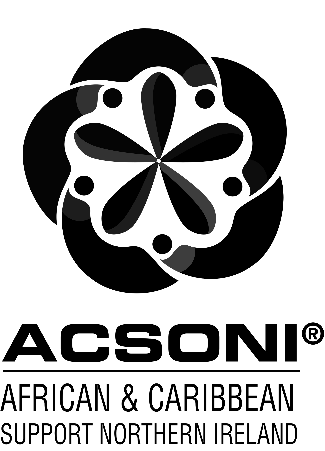 ACSONI®
AFRICAN & CARIBBEAN
SUPPORT NORTHERN IRELAND